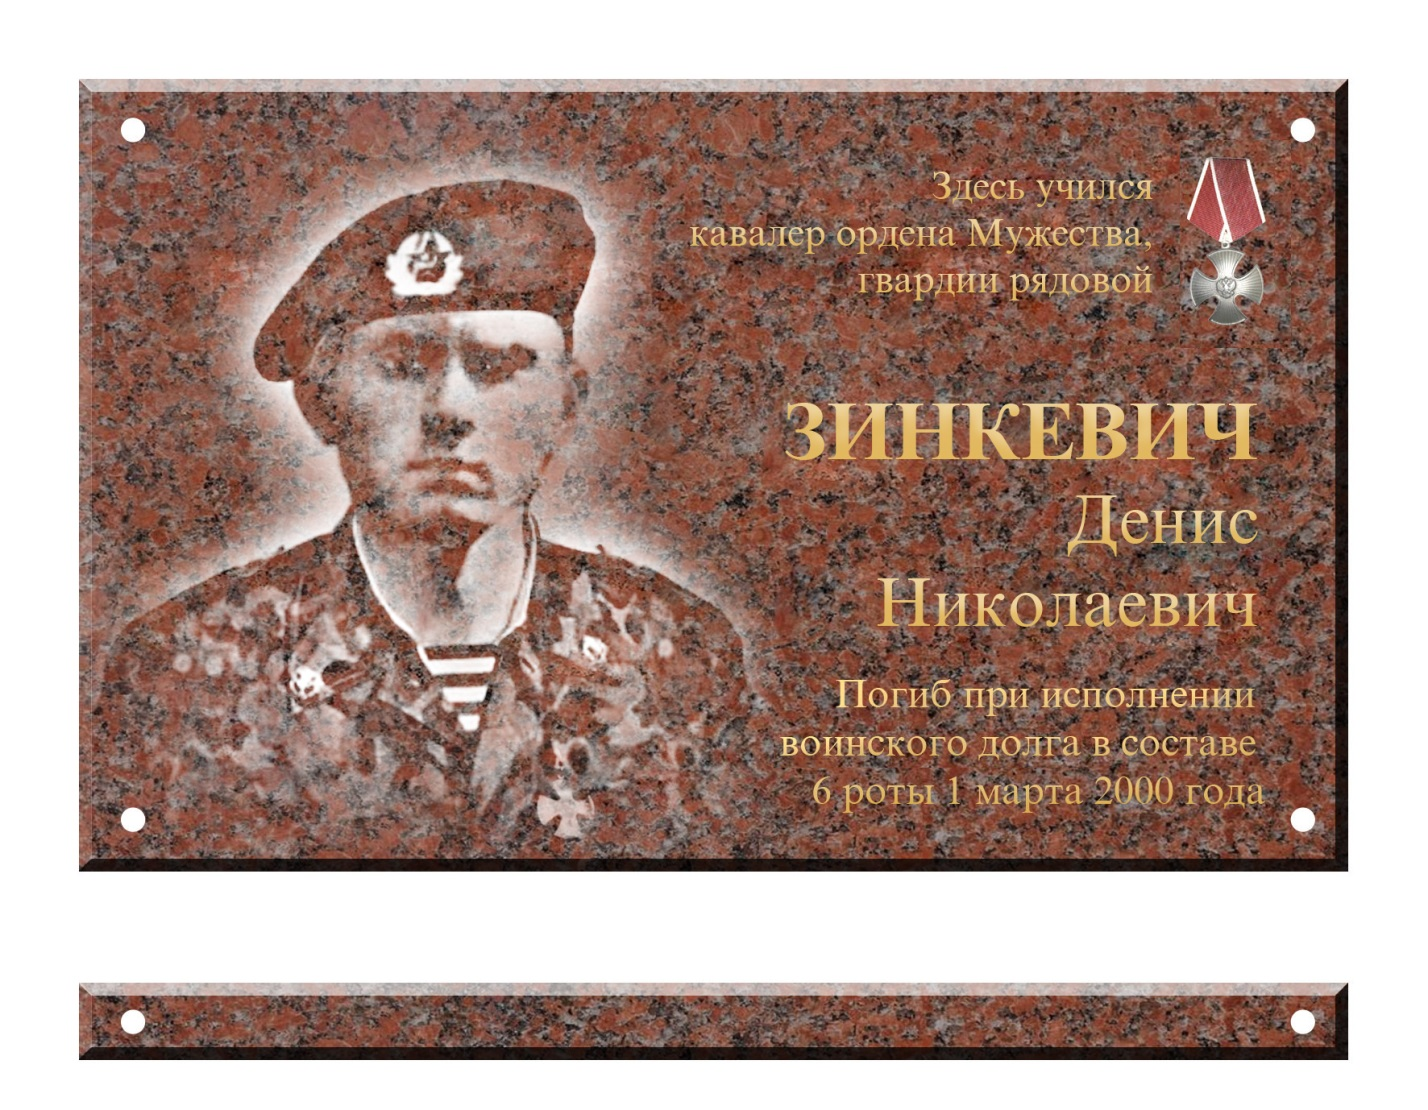 Здесь учился
кавалер ордена Мужества,
гвардии рядовой
ЗИНКЕВИЧ
Денис
Николаевич
Погиб при исполнении
воинского долга в составе
6 роты 1 марта 2000 года